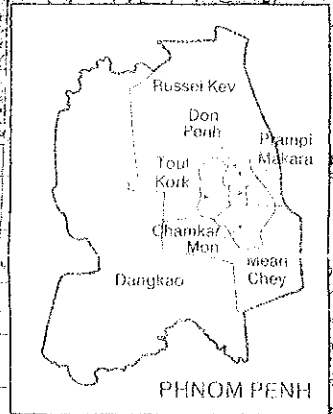 Russei Kev
Don
Penh
Prampi
Makara
Toul
Kork
Chamkar
Mon
Mean
Chey
Dangkao
PHNOM PENH